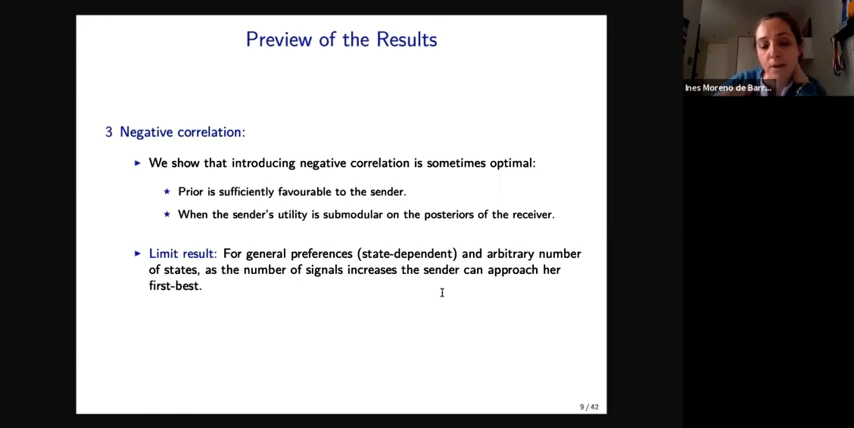 Preview of the Results
3 Negative correlation:
► We show that introducing negative correlation is sometimes optimal:
★ Prior is sufficiently favourable to the sender.
★ When the sender's utility is submodular on the posteriors of the receiver.
► Limit result: For general preferences (state-dependent) and arbitrary number
of states, as the number of signals increases the sender can approach her
first-best.
9 / 42
Ines Moreno de Barr...